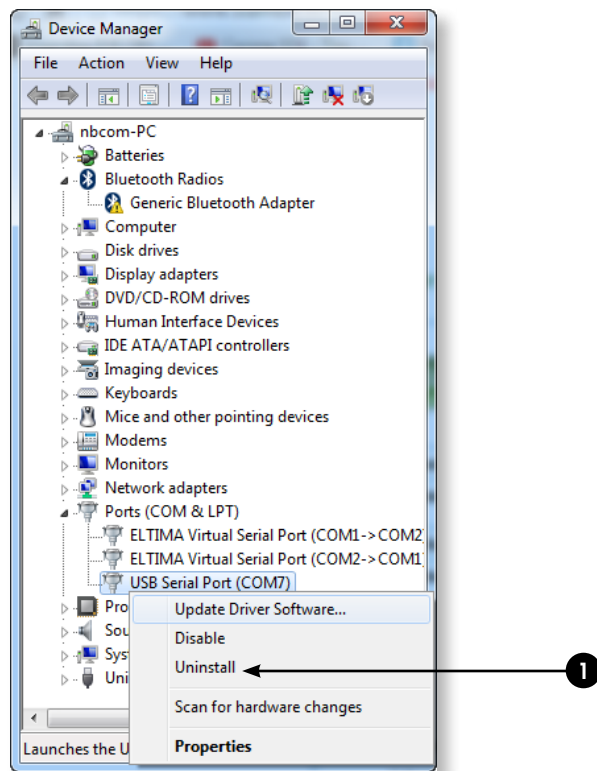 Device Manager
File Action View Help
nbcom-PC
Batteries
Bluetooth Radios
Generic Bluetooth Adapter
Computer
Disk drives
Display adapters
DVD/CD-ROM drives
Human Interface Devices
IDE ATA/ATAPI controllers
Imaging devices
Keyboards
Mice and other pointing devices
Modems
Monitors
Network adapters
Ports (COM & LPT)
ELTIMA Virtual Serial Port (COM1->COM2
ELTIMA Virtual Serial Port (COM2->COM1
USB Serial Port (COM7)
Pro
Update Driver Software...
Sou
Disable
Sys
Uninstall
1
Uni
Scan for hardware changes
Launches the U
Properties